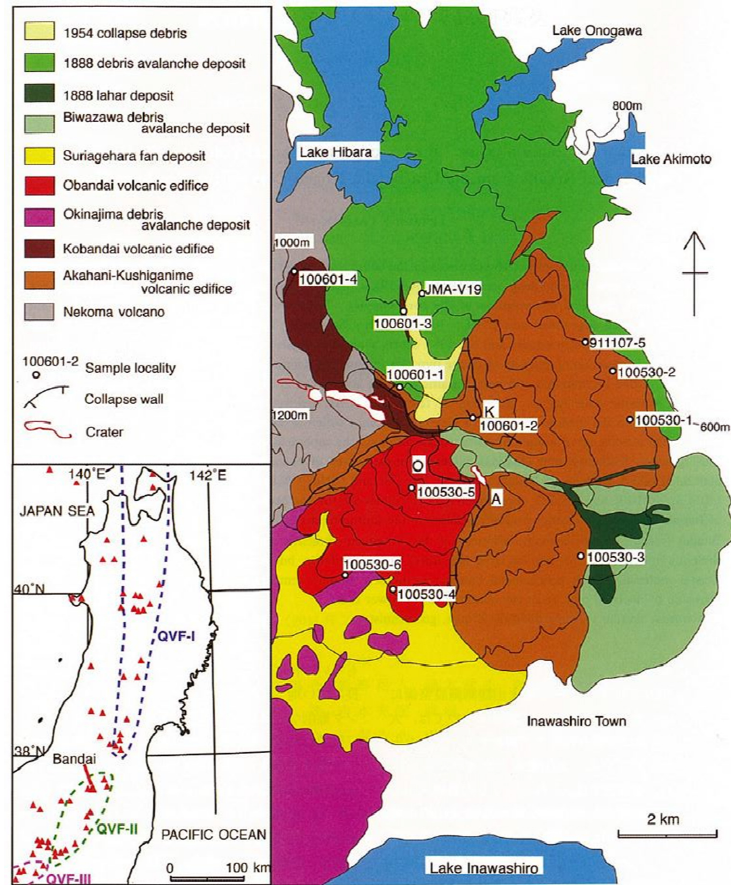 1954 collapse debris
1888 debris avalanche deposit
1888 lahar deposit
Biwazawa debris
avalanche deposit
Suriagehara fan deposit
Obandai volcanic edifice
Okinajima debris
avalanche deposit
Kobandai volcanic edifice
Akahani-Kushiganime
volcanic edifice
Nekoma volcano
100601-2 Sample locality
Collapse wall
Crater
Lake Onogawa
800m
Lake Hibara
Lake Akimoto
1000m
100601-4
JMA-V19
100601-3
911107-5
100530-2
100601-1
1200m
K
100601-2
100530-1
600m
O
100530-5
A
100530-3
100530-6
100530-4
Inawashiro Town
2 km
Lake Inawashiro
140°E
142°E
JAPAN SEA
40°N
QVF-I
38°N
Bandai
QVF-II
PACIFIC OCEAN
QVF-III
0 100 km